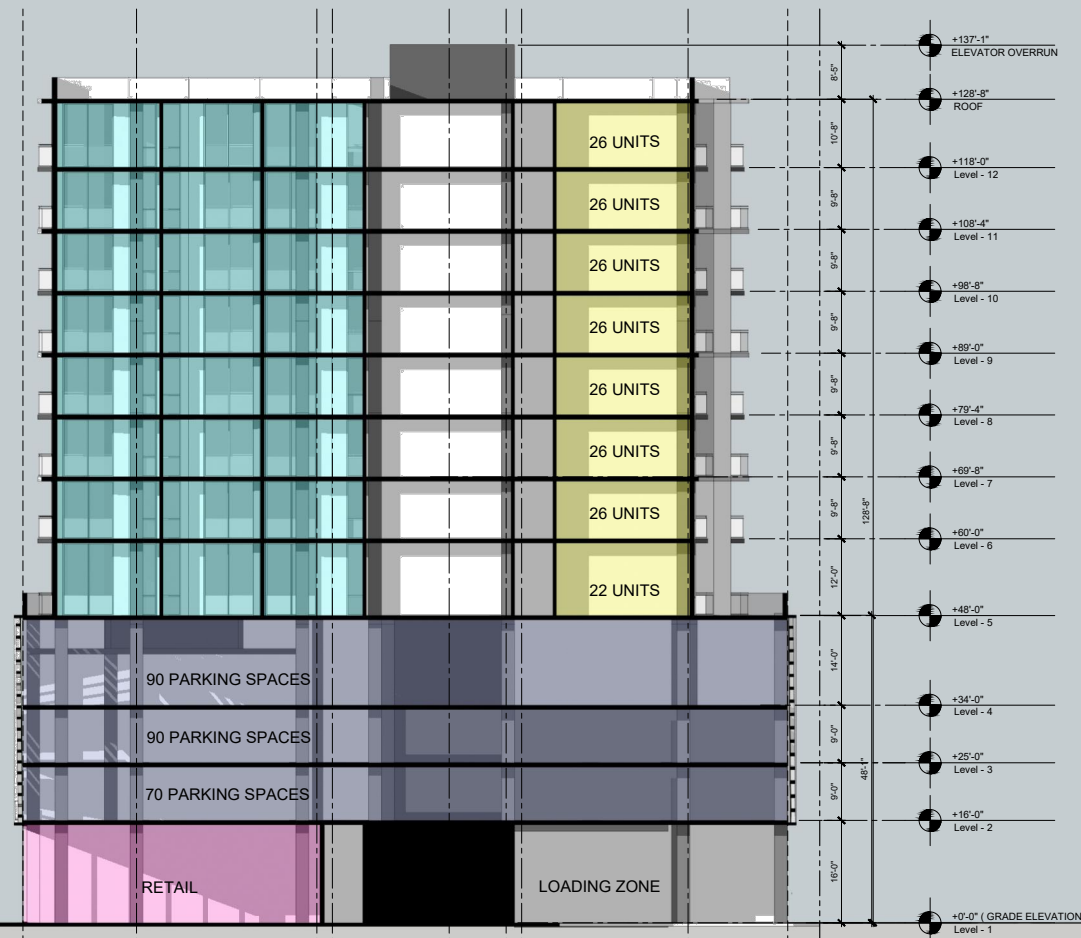 +137'-1"
ELEVATOR OVERRUN
8'-5"
+128'-8"
ROOF
10'-8"
26 UNITS
+118'-0"
Level - 12
9'-8"
26 UNITS
+108'-4"
Level - 11
9'-8"
26 UNITS
+98'-8"
Level - 10
9'-8"
26 UNITS
+89'-0"
Level - 9
9'-8"
26 UNITS
+79'-4"
Level - 8
9'-8"
26 UNITS
+69'-8"
Level - 7
9'-8"
26 UNITS
128'-8"
+60'-0"
Level - 6
12'-0"
22 UNITS
+48'-0"
Level - 5
14'-0"
90 PARKING SPACES
+34'-0"
Level - 4
9'-0"
90 PARKING SPACES
+25'-0"
Level - 3
48'-1"
9'-0"
70 PARKING SPACES
+16'-0"
Level - 2
16'-0"
RETAIL
LOADING ZONE
+0'-0" ( GRADE ELEVATION
Level - 1